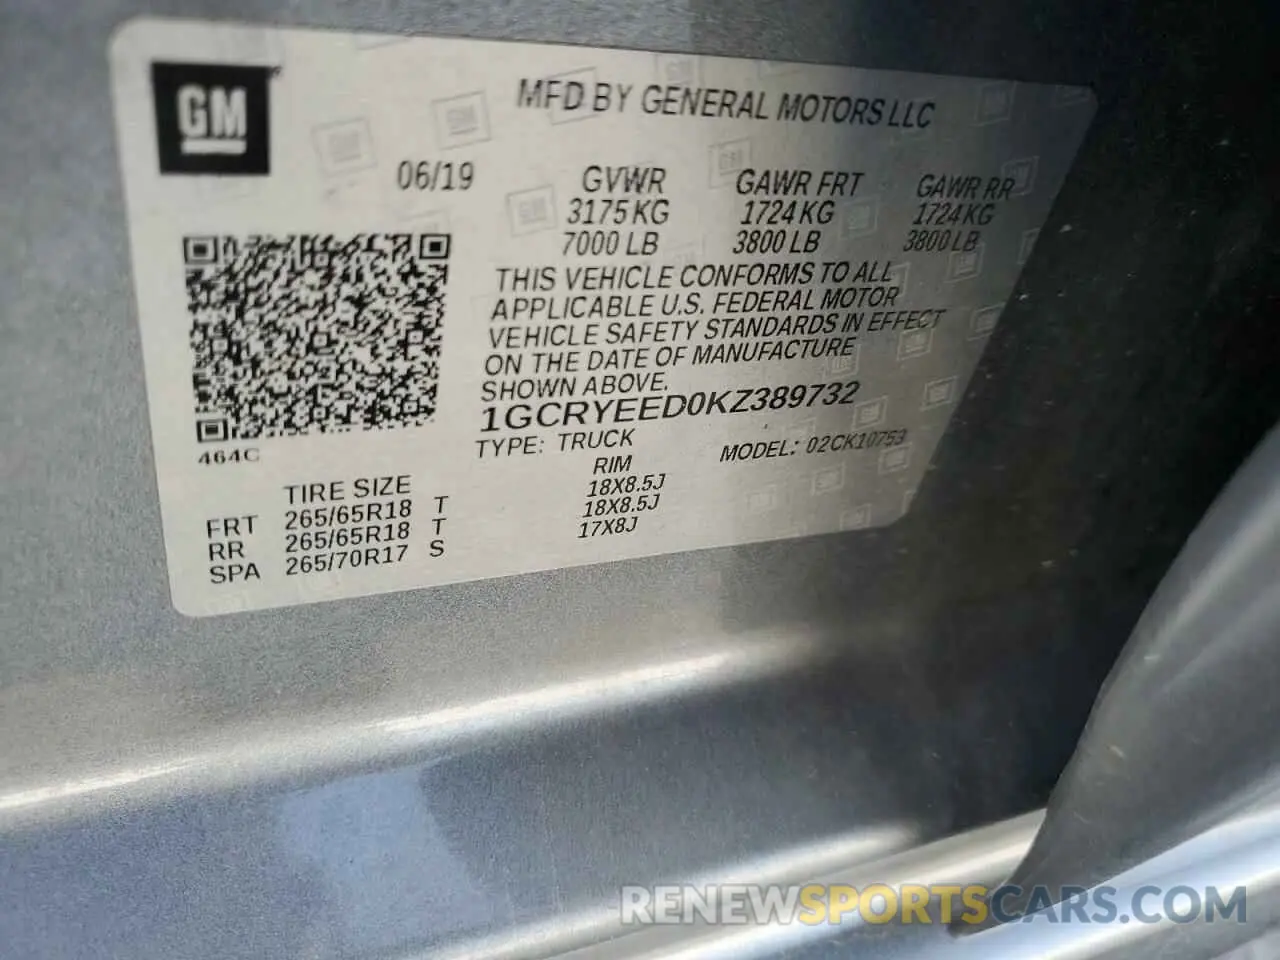 GM
MFD BY GENERAL MOTORS LLC
06/19
GVWR GAWR FRT GAWR RR
3175 KG 1724 KG 1724 KG
7000 LB 3800 LB 3800 LB
THIS VEHICLE CONFORMS TO ALL
APPLICABLE U.S. FEDERAL MOTOR
VEHICLE SAFETY STANDARDS IN EFFECT
ON THE DATE OF MANUFACTURE
SHOWN ABOVE.
1GCRYEED0KZ389732
TYPE: TRUCK MODEL: 02CK10753
464C
TIRE SIZE RIM
FRT 265/65R18 T 18X8.5J
RR 265/65R18 T 18X8.5J
SPA 265/70R17 S 17X8J
RENEWSPORTSCARS.COM